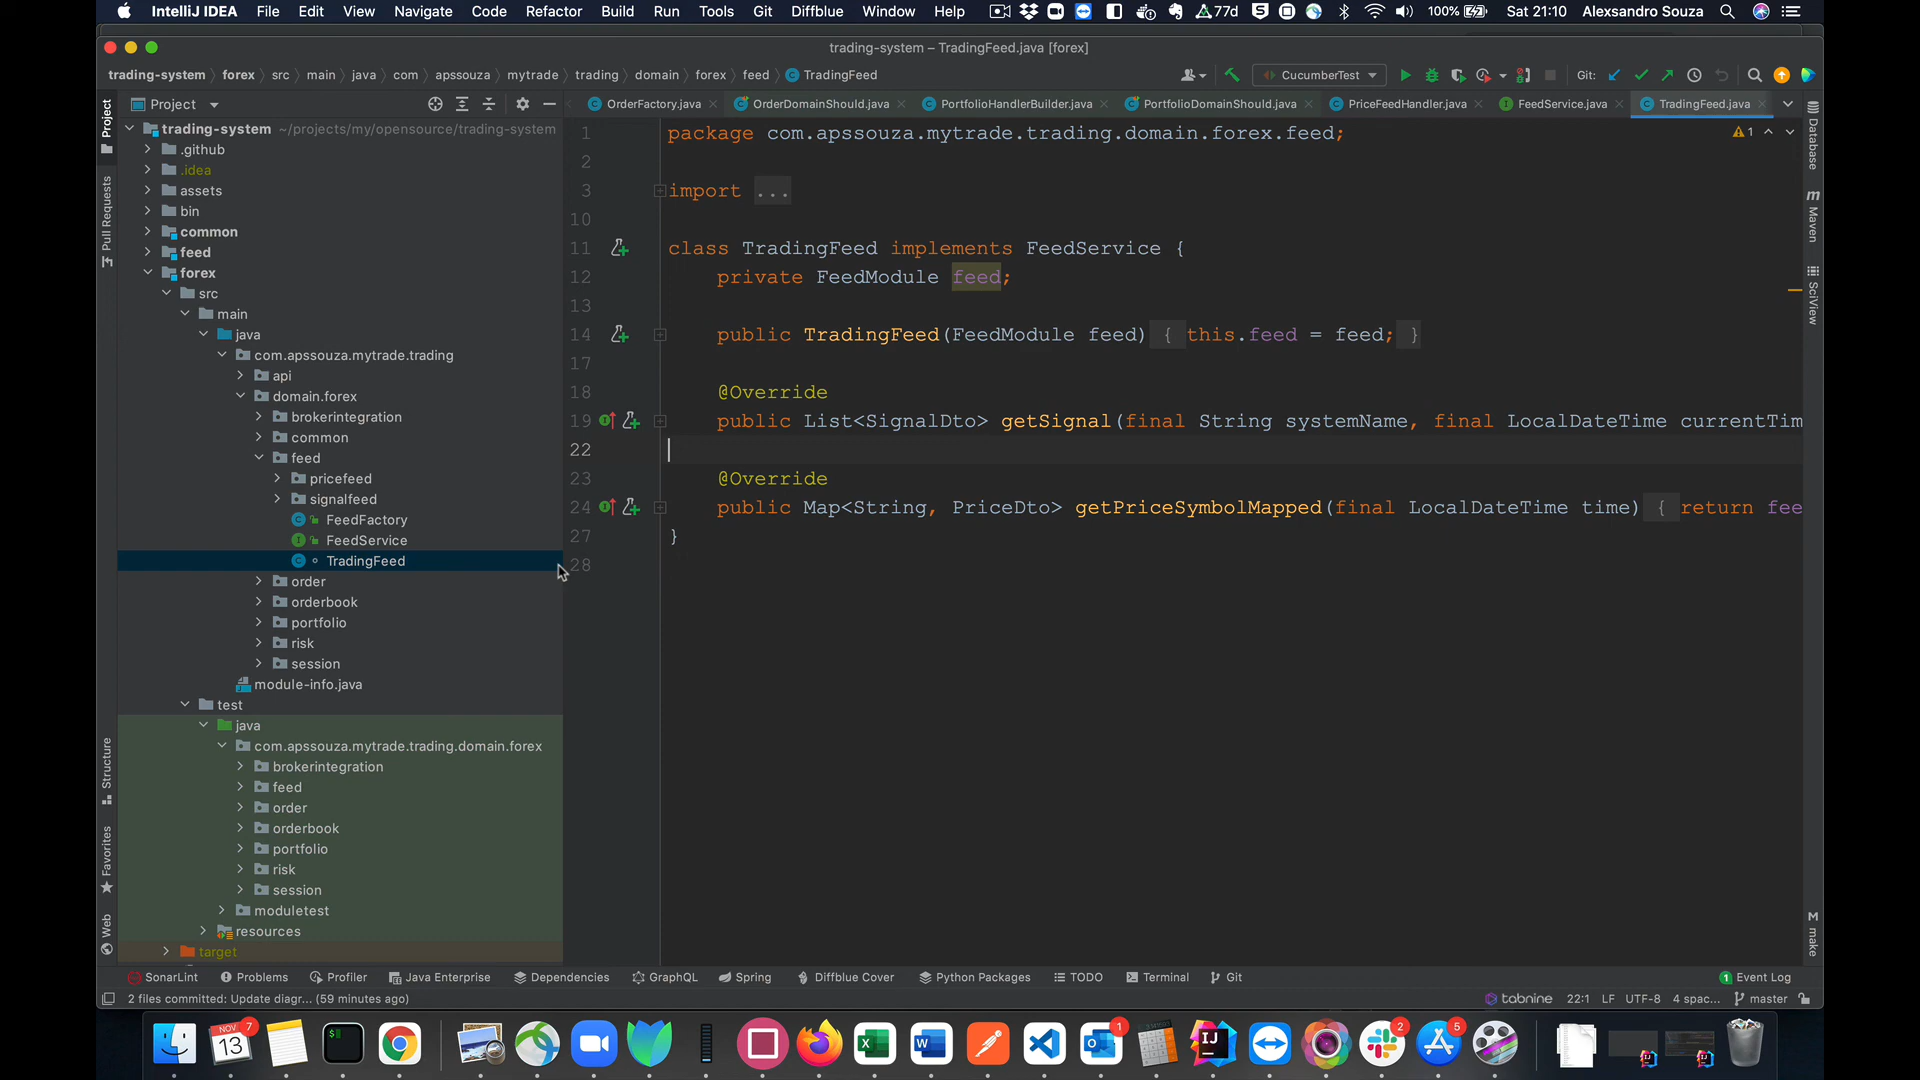 IntelliJ IDEA File Edit View Navigate Code Refactor Build Run Tools Git Diffblue Window Help 77d 100% Sat 21:10 Alexsandro Souza
trading-system – TradingFeed.java [forex]
trading-system forex src main java com apssouza mytrade trading domain forex feed TradingFeed CucumberTest Git:
Project OrderFactory.java OrderDomainShould.java PortfolioHandlerBuilder.java PortfolioDomainShould.java PriceFeedHandler.java FeedService.java TradingFeed.java
trading-system ~/projects/my/opensource/trading-system
.github
.idea
assets
bin
common
feed
forex
src
main
java
com.apssouza.mytrade.trading
api
domain.forex
brokerintegration
common
feed
pricefeed
signalfeed
FeedFactory
FeedService
TradingFeed
order
orderbook
portfolio
risk
session
module-info.java
test
java
com.apssouza.mytrade.trading.domain.forex
brokerintegration
feed
order
orderbook
portfolio
risk
session
moduletest
resources
target
1 package com.apssouza.mytrade.trading.domain.forex.feed;
2
3 import ...
10
11 class TradingFeed implements FeedService {
12 private FeedModule feed;
13
14 public TradingFeed(FeedModule feed) { this.feed = feed; }
17
18 @Override
19 public List<SignalDto> getSignal(final String systemName, final LocalDateTime currentTim
22
23 @Override
24 public Map<String, PriceDto> getPriceSymbolMapped(final LocalDateTime time) { return fee
27 }
28
1
Project
Pull Requests
Structure
Favorites
Web
Database
m Maven
SciView
M make
SonarLint Problems Profiler Java Enterprise Dependencies GraphQL Spring Diffblue Cover Python Packages TODO Terminal Git 1 Event Log
2 files committed: Update diagr... (59 minutes ago) tabnine 22:1 LF UTF-8 4 spac... master
NOV 7
13
$
X
W
1
IJ
2
5